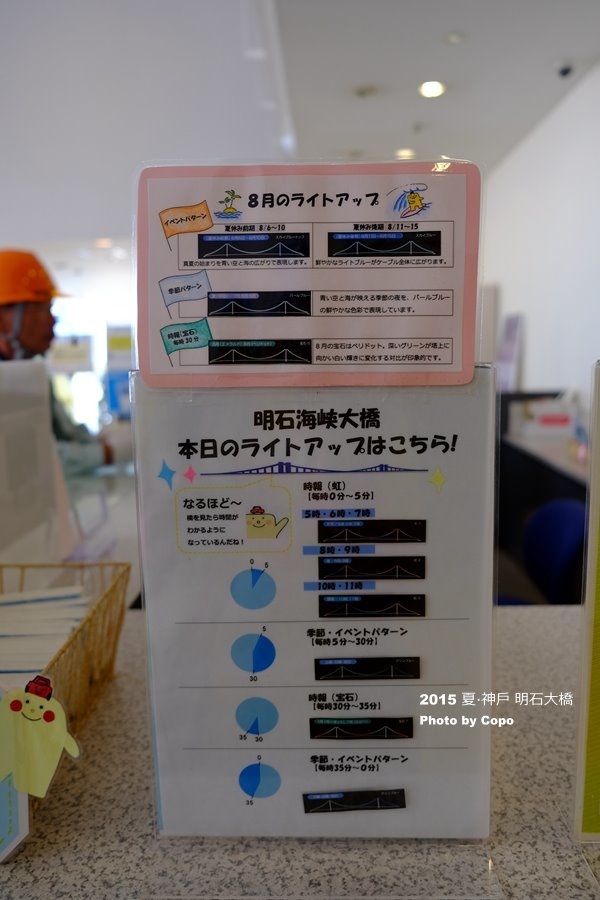 8月のライトアップ
イベントパターン
夏休み前期 8/6~10
夏休み後期 8/11~15
スカイブルー
真夏の始まりを青い空と海の広がりで表現します。
鮮やかなライトブルーがケーブル全体に広がります。
季節パターン
パールブルー
青い空と海が映える季節の夜を、パールブルー
の鮮やかな色彩で表現しています。
時報(宝石)
毎時30分
8月の宝石はペリドット。深いグリーンが塔上に
向かい白い輝きに変化する対比が印象的です。
明石海峡大橋
本日のライトアップはこちら!
なるほど~
橋を見たら時間が
わかるように
なっているんだね!
時報(虹)
【毎時0分~5分】
5時・6時・7時
8時・9時
10時・11時
0
5
季節・イベントパターン
【毎時5分~30分】
5
30
時報(宝石)
【毎時30分~35分】
35
30
季節・イベントパターン
【毎時35分~0分】
0
35
2015 夏·神戶 明石大橋
Photo by Copo